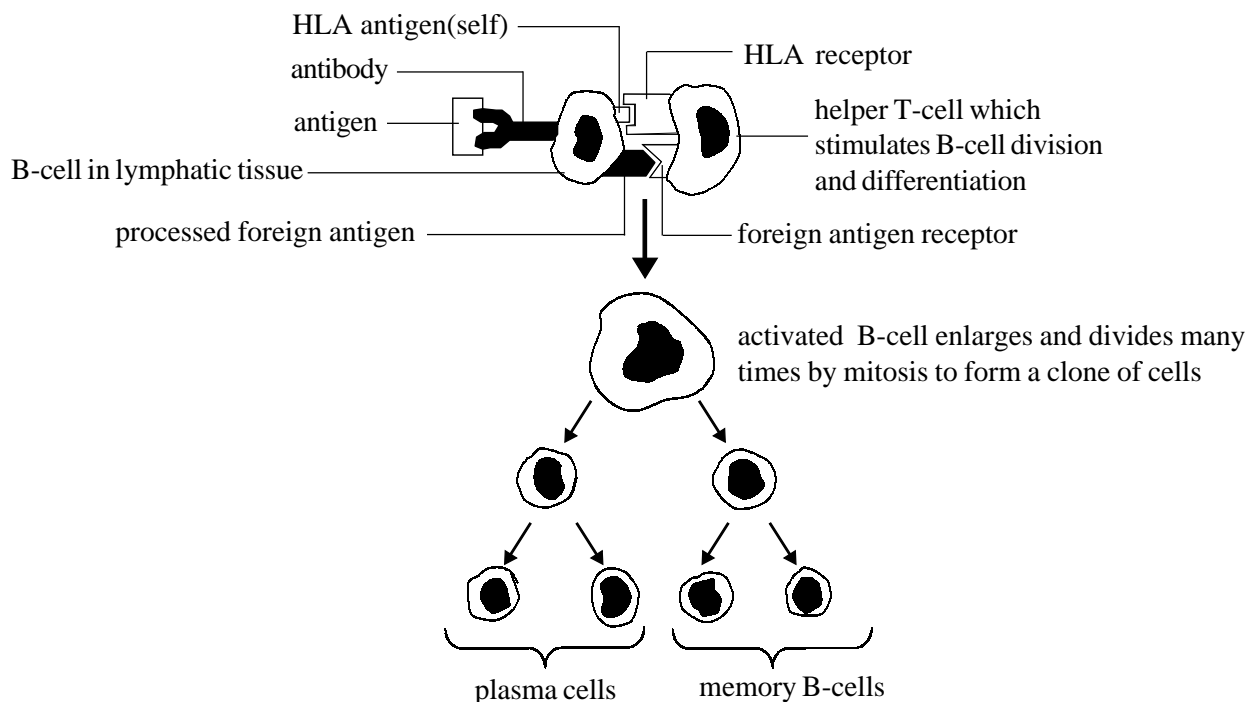 HLA antigen(self)
antibody
antigen
B-cell in lymphatic tissue
processed foreign antigen
HLA receptor
helper T-cell which
stimulates B-cell division
and differentiation
foreign antigen receptor
activated B-cell enlarges and divides many
times by mitosis to form a clone of cells
plasma cells
memory B-cells